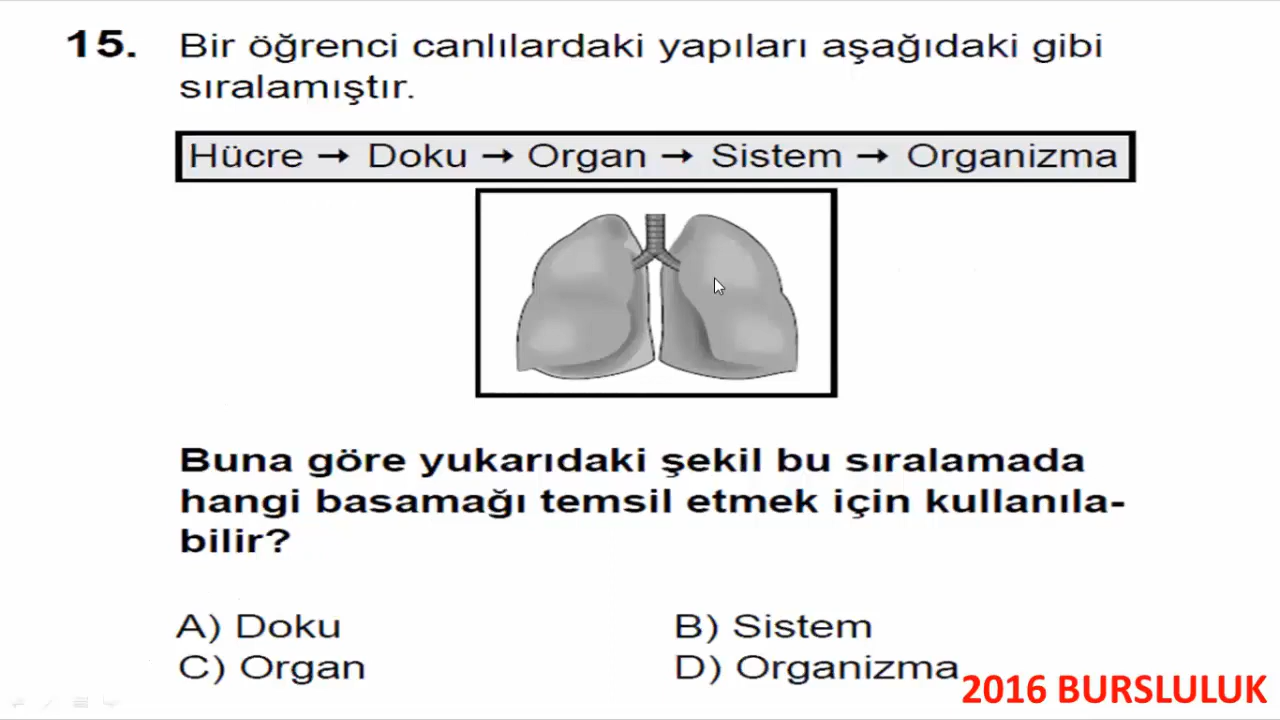 15. Bir öğrenci canlılardaki yapıları aşağıdaki gibi
sıralamıştır.
Hücre → Doku → Organ → Sistem → Organizma
Buna göre yukarıdaki şekil bu sıralamada
hangi basamağı temsil etmek için kullanıla-
bilir?
A) Doku B) Sistem
C) Organ D) Organizma
2016 BURSLULUK